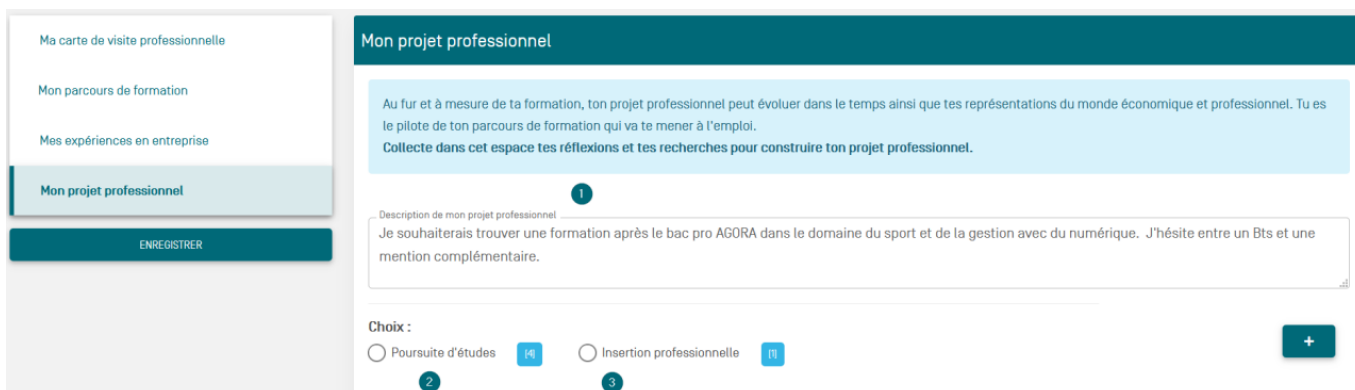 Ma carte de visite professionnelle
Mon parcours de formation
Mes expériences en entreprise
Mon projet professionnel
ENREGISTRER
Mon projet professionnel
Au fur et à mesure de ta formation, ton projet professionnel peut évoluer dans le temps ainsi que tes représentations du monde économique et professionnel. Tu es
le pilote de ton parcours de formation qui va te mener à l'emploi.
Collecte dans cet espace tes réflexions et tes recherches pour construire ton projet professionnel.
1
Description de mon projet professionnel
Je souhaiterais trouver une formation après le bac pro AGORA dans le domaine du sport et de la gestion avec du numérique. J'hésite entre un Bts et une
mention complémentaire.
Choix :
Poursuite d'études [4] Insertion professionnelle [1]
+
2 3